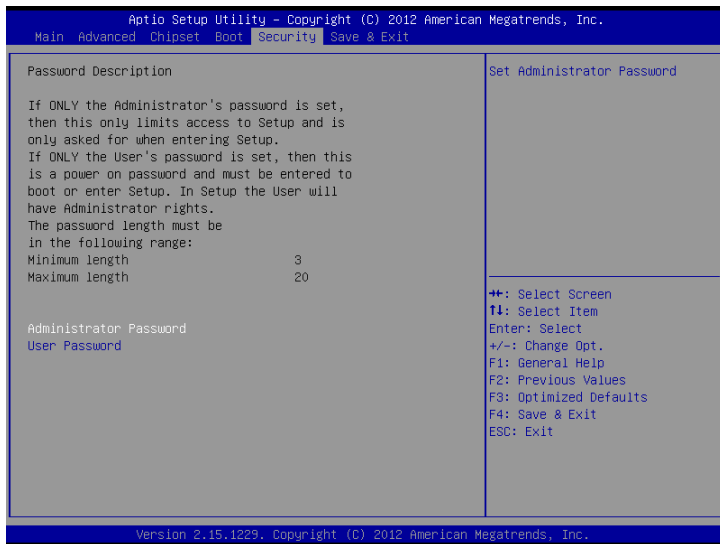 Aptio Setup Utility – Copyright (C) 2012 American Megatrends, Inc.
Main Advanced Chipset Boot Security Save & Exit
Password Description
If ONLY the Administrator's password is set,
then this only limits access to Setup and is
only asked for when entering Setup.
If ONLY the User's password is set, then this
is a power on password and must be entered to
boot or enter Setup. In Setup the User will
have Administrator rights.
The password length must be
in the following range:
Minimum length 3
Maximum length 20
Administrator Password
User Password
Set Administrator Password
→←: Select Screen
↑↓: Select Item
Enter: Select
+/-: Change Opt.
F1: General Help
F2: Previous Values
F3: Optimized Defaults
F4: Save & Exit
ESC: Exit
Version 2.15.1229. Copyright (C) 2012 American Megatrends, Inc.